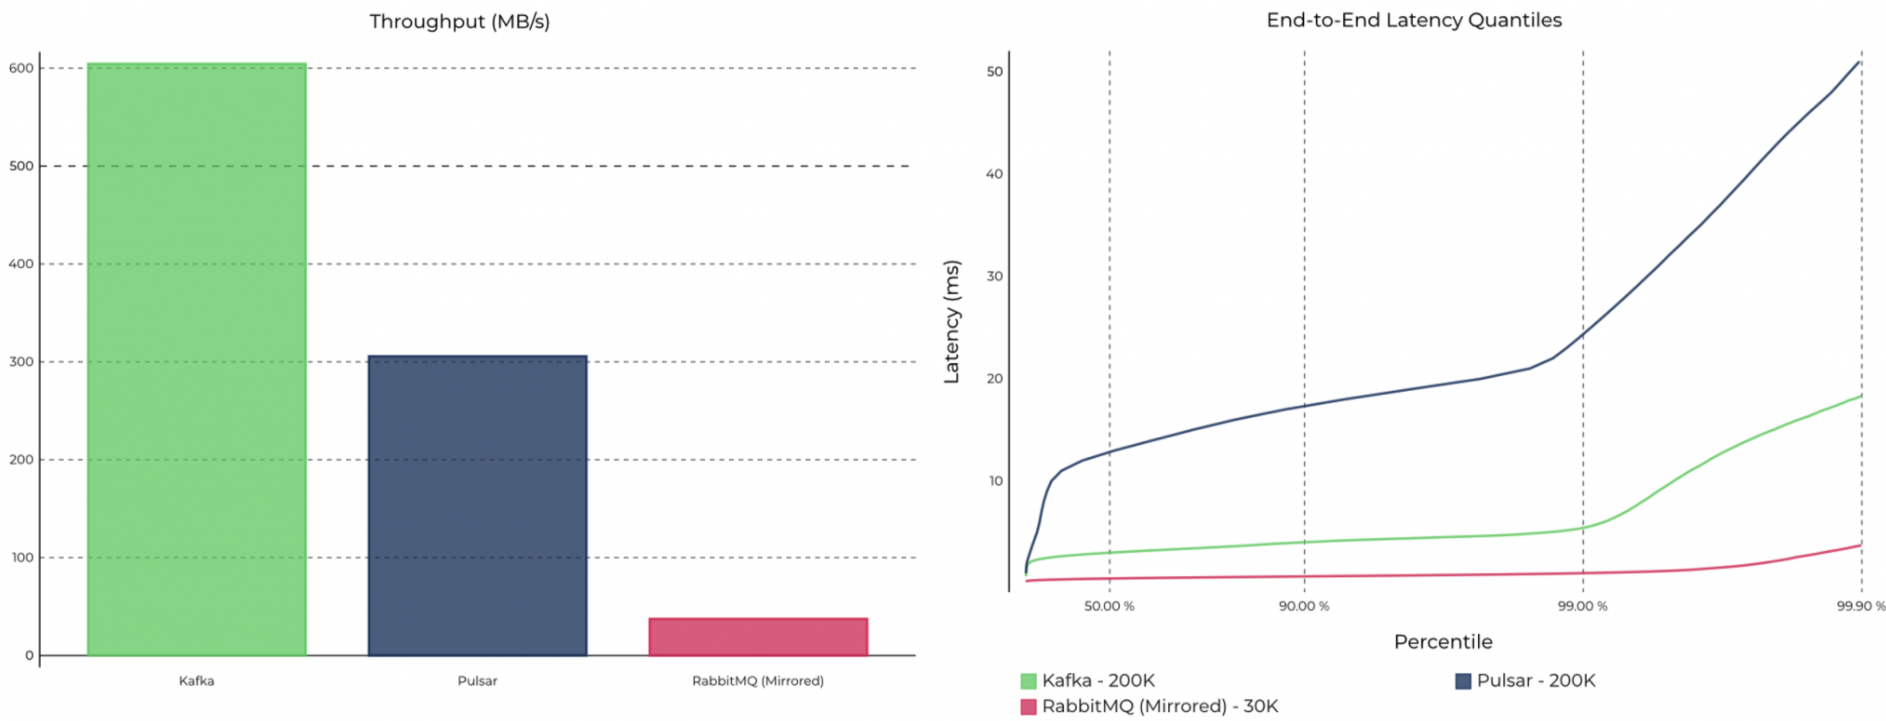 Throughput (MB/s)
600
500
400
300
200
100
0
Kafka
Pulsar
RabbitMQ (Mirrored)
End-to-End Latency Quantiles
Latency (ms)
50
40
30
20
10
50.00 %
90.00 %
99.00 %
99.90 %
Percentile
Kafka - 200K
Pulsar - 200K
RabbitMQ (Mirrored) - 30K